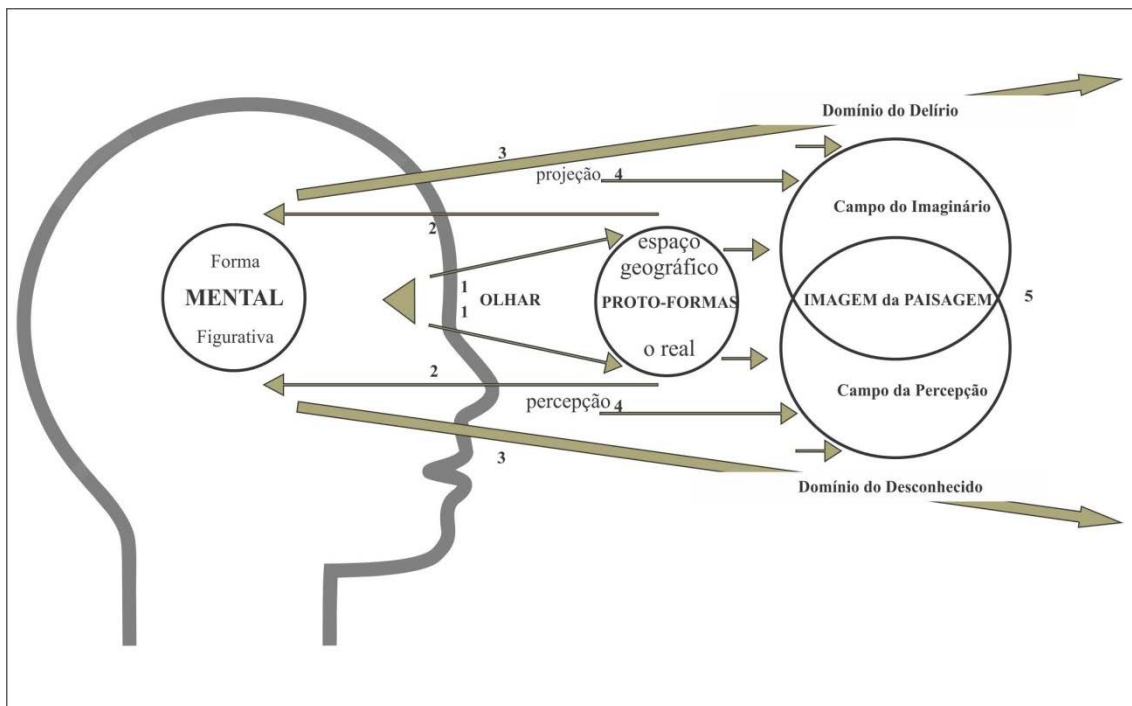 Domínio do Delírio
3
projeção 4
2
Campo do Imaginário
Forma
MENTAL
Figurativa
1
1
OLHAR
espaço
geográfico
PROTO-FORMAS
o real
IMAGEM da PAISAGEM
5
2
percepção 4
Campo da Percepção
3
Domínio do Desconhecido